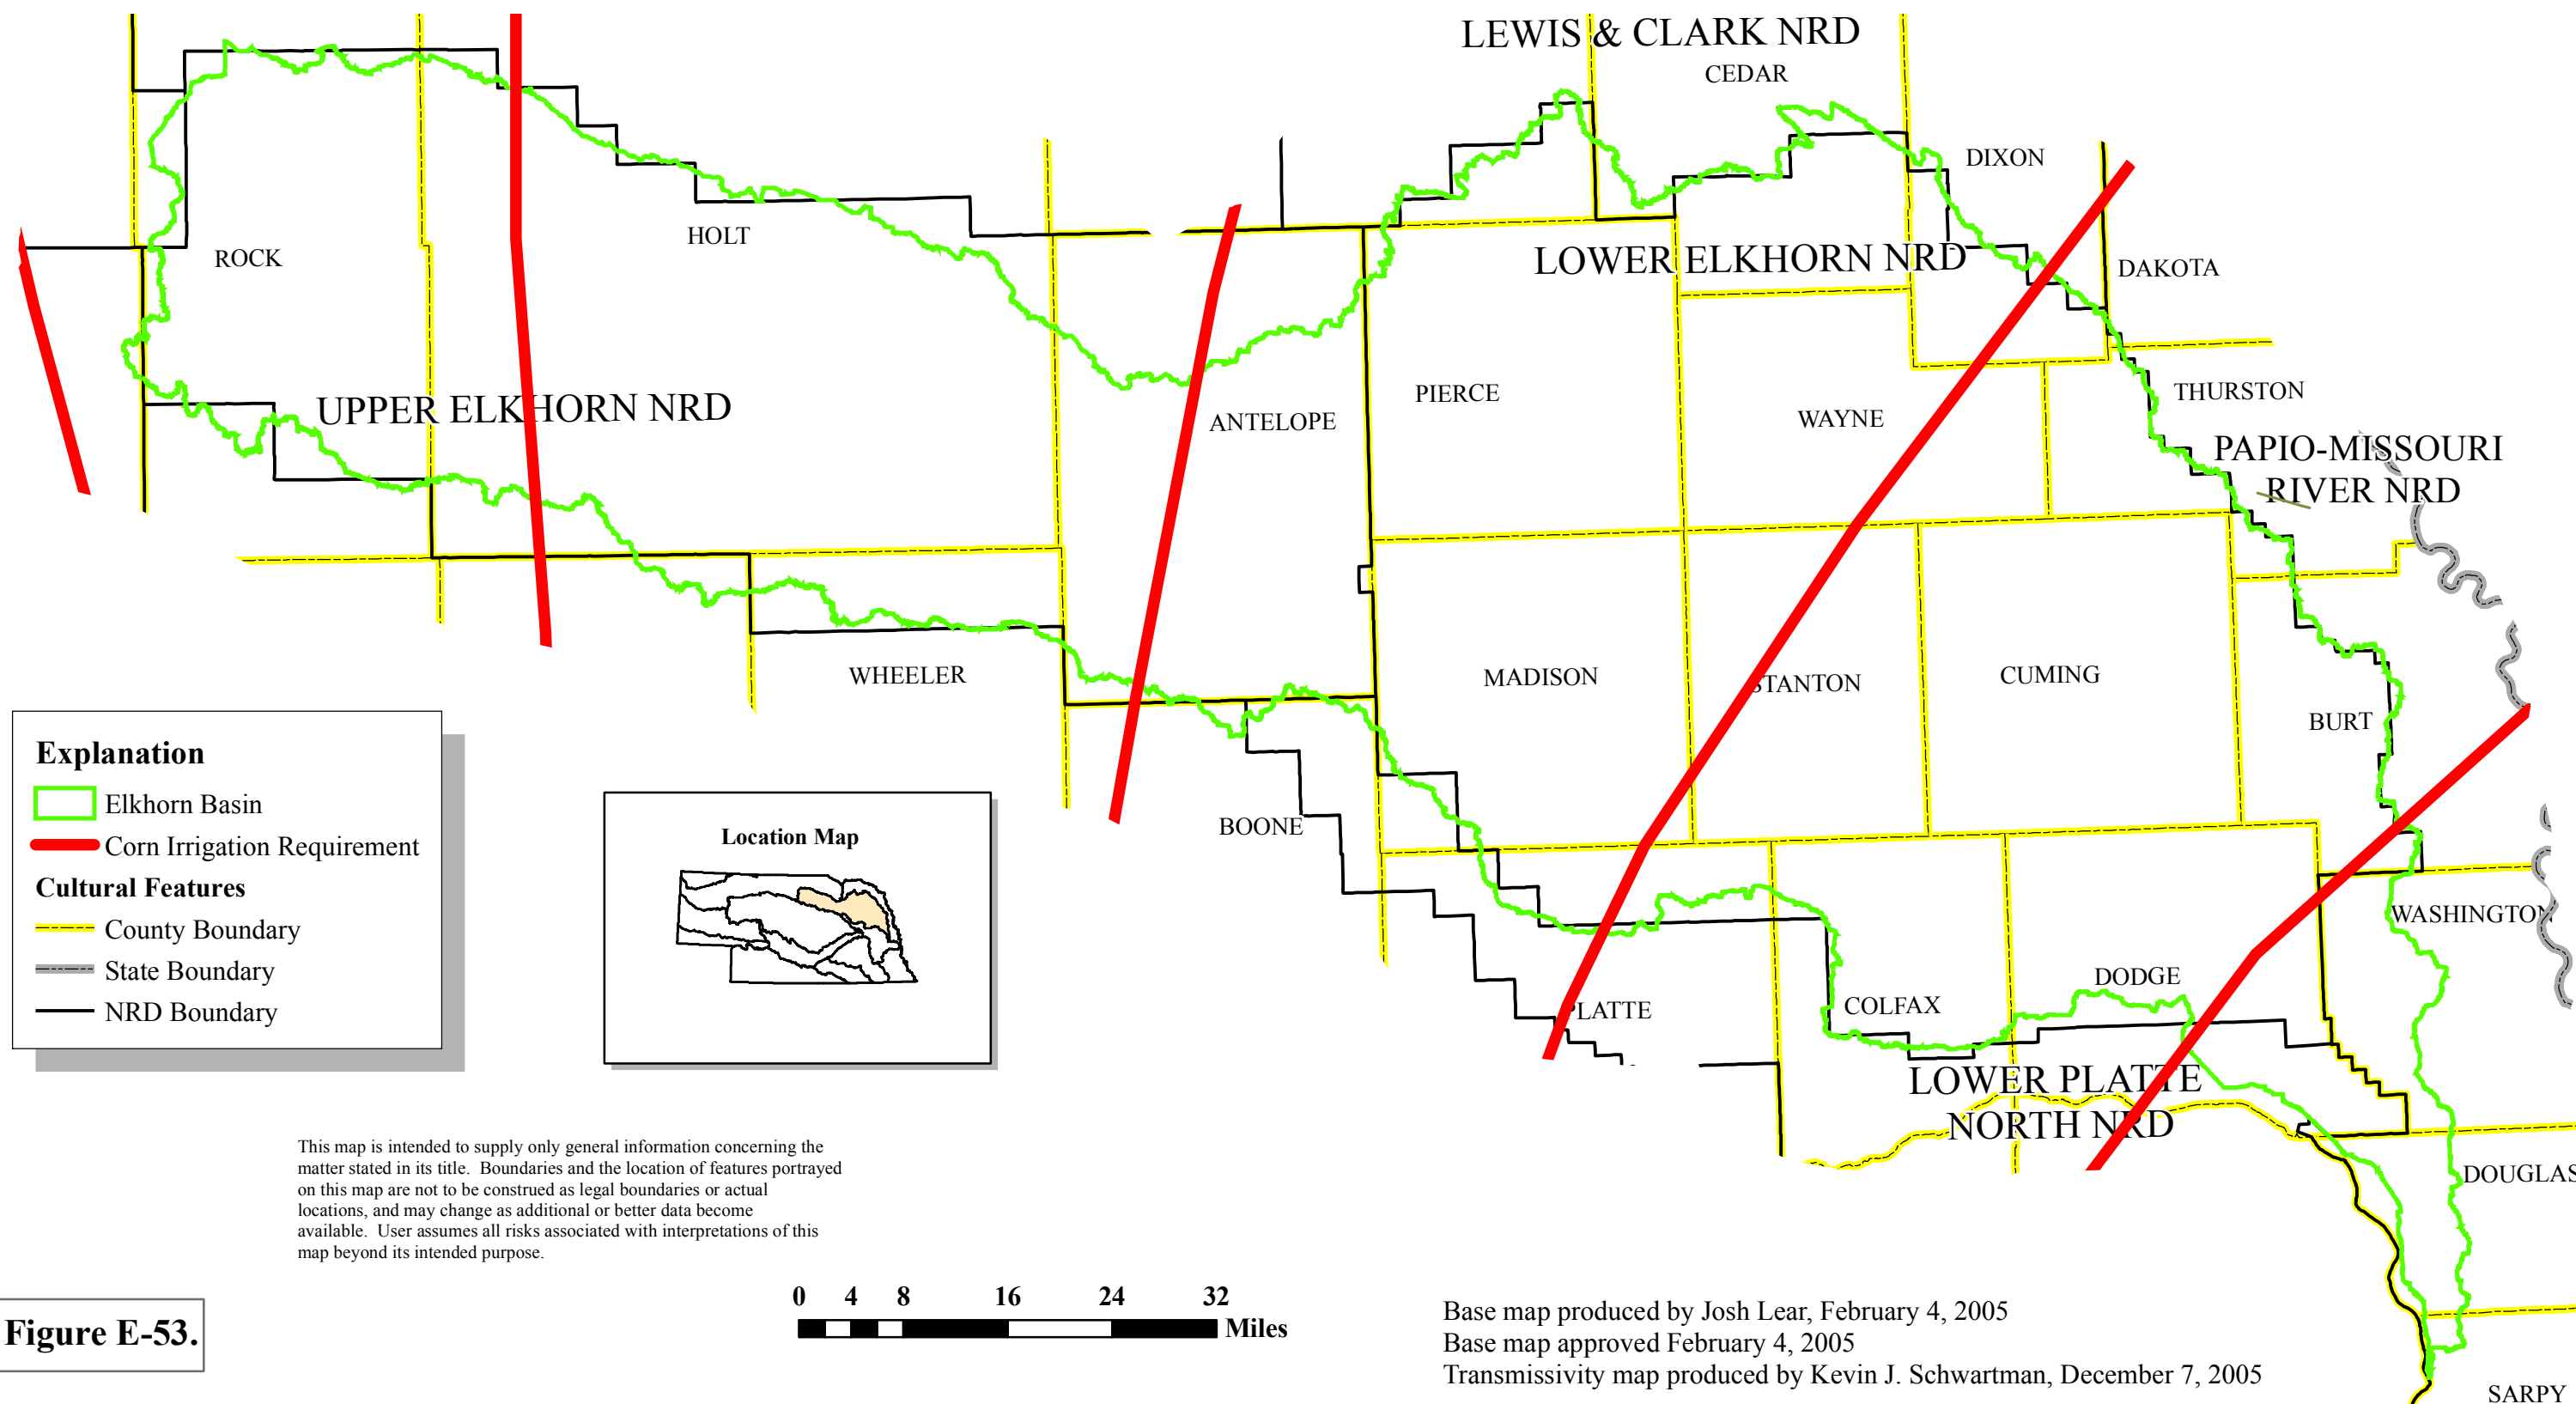 LEWIS & CLARK NRD
CEDAR
DIXON
HOLT
ROCK
LOWER ELKHORN NRD
DAKOTA
UPPER ELKHORN NRD
ANTELOPE
PIERCE
WAYNE
THURSTON
PAPIO-MISSOURI
RIVER NRD
WHEELER
MADISON
STANTON
CUMING
BURT
BOONE
WASHINGTON
PLATTE
COLFAX
DODGE
LOWER PLATTE
NORTH NRD
DOUGLAS
SARPY
Explanation
Elkhorn Basin
Corn Irrigation Requirement
Cultural Features
County Boundary
State Boundary
NRD Boundary
Location Map
This map is intended to supply only general information concerning the
matter stated in its title. Boundaries and the location of features portrayed
on this map are not to be construed as legal boundaries or actual
locations, and may change as additional or better data become
available. User assumes all risks associated with interpretations of this
map beyond its intended purpose.
0 4 8 16 24 32
Miles
Figure E-53.
Base map produced by Josh Lear, February 4, 2005
Base map approved February 4, 2005
Transmissivity map produced by Kevin J. Schwartman, December 7, 2005